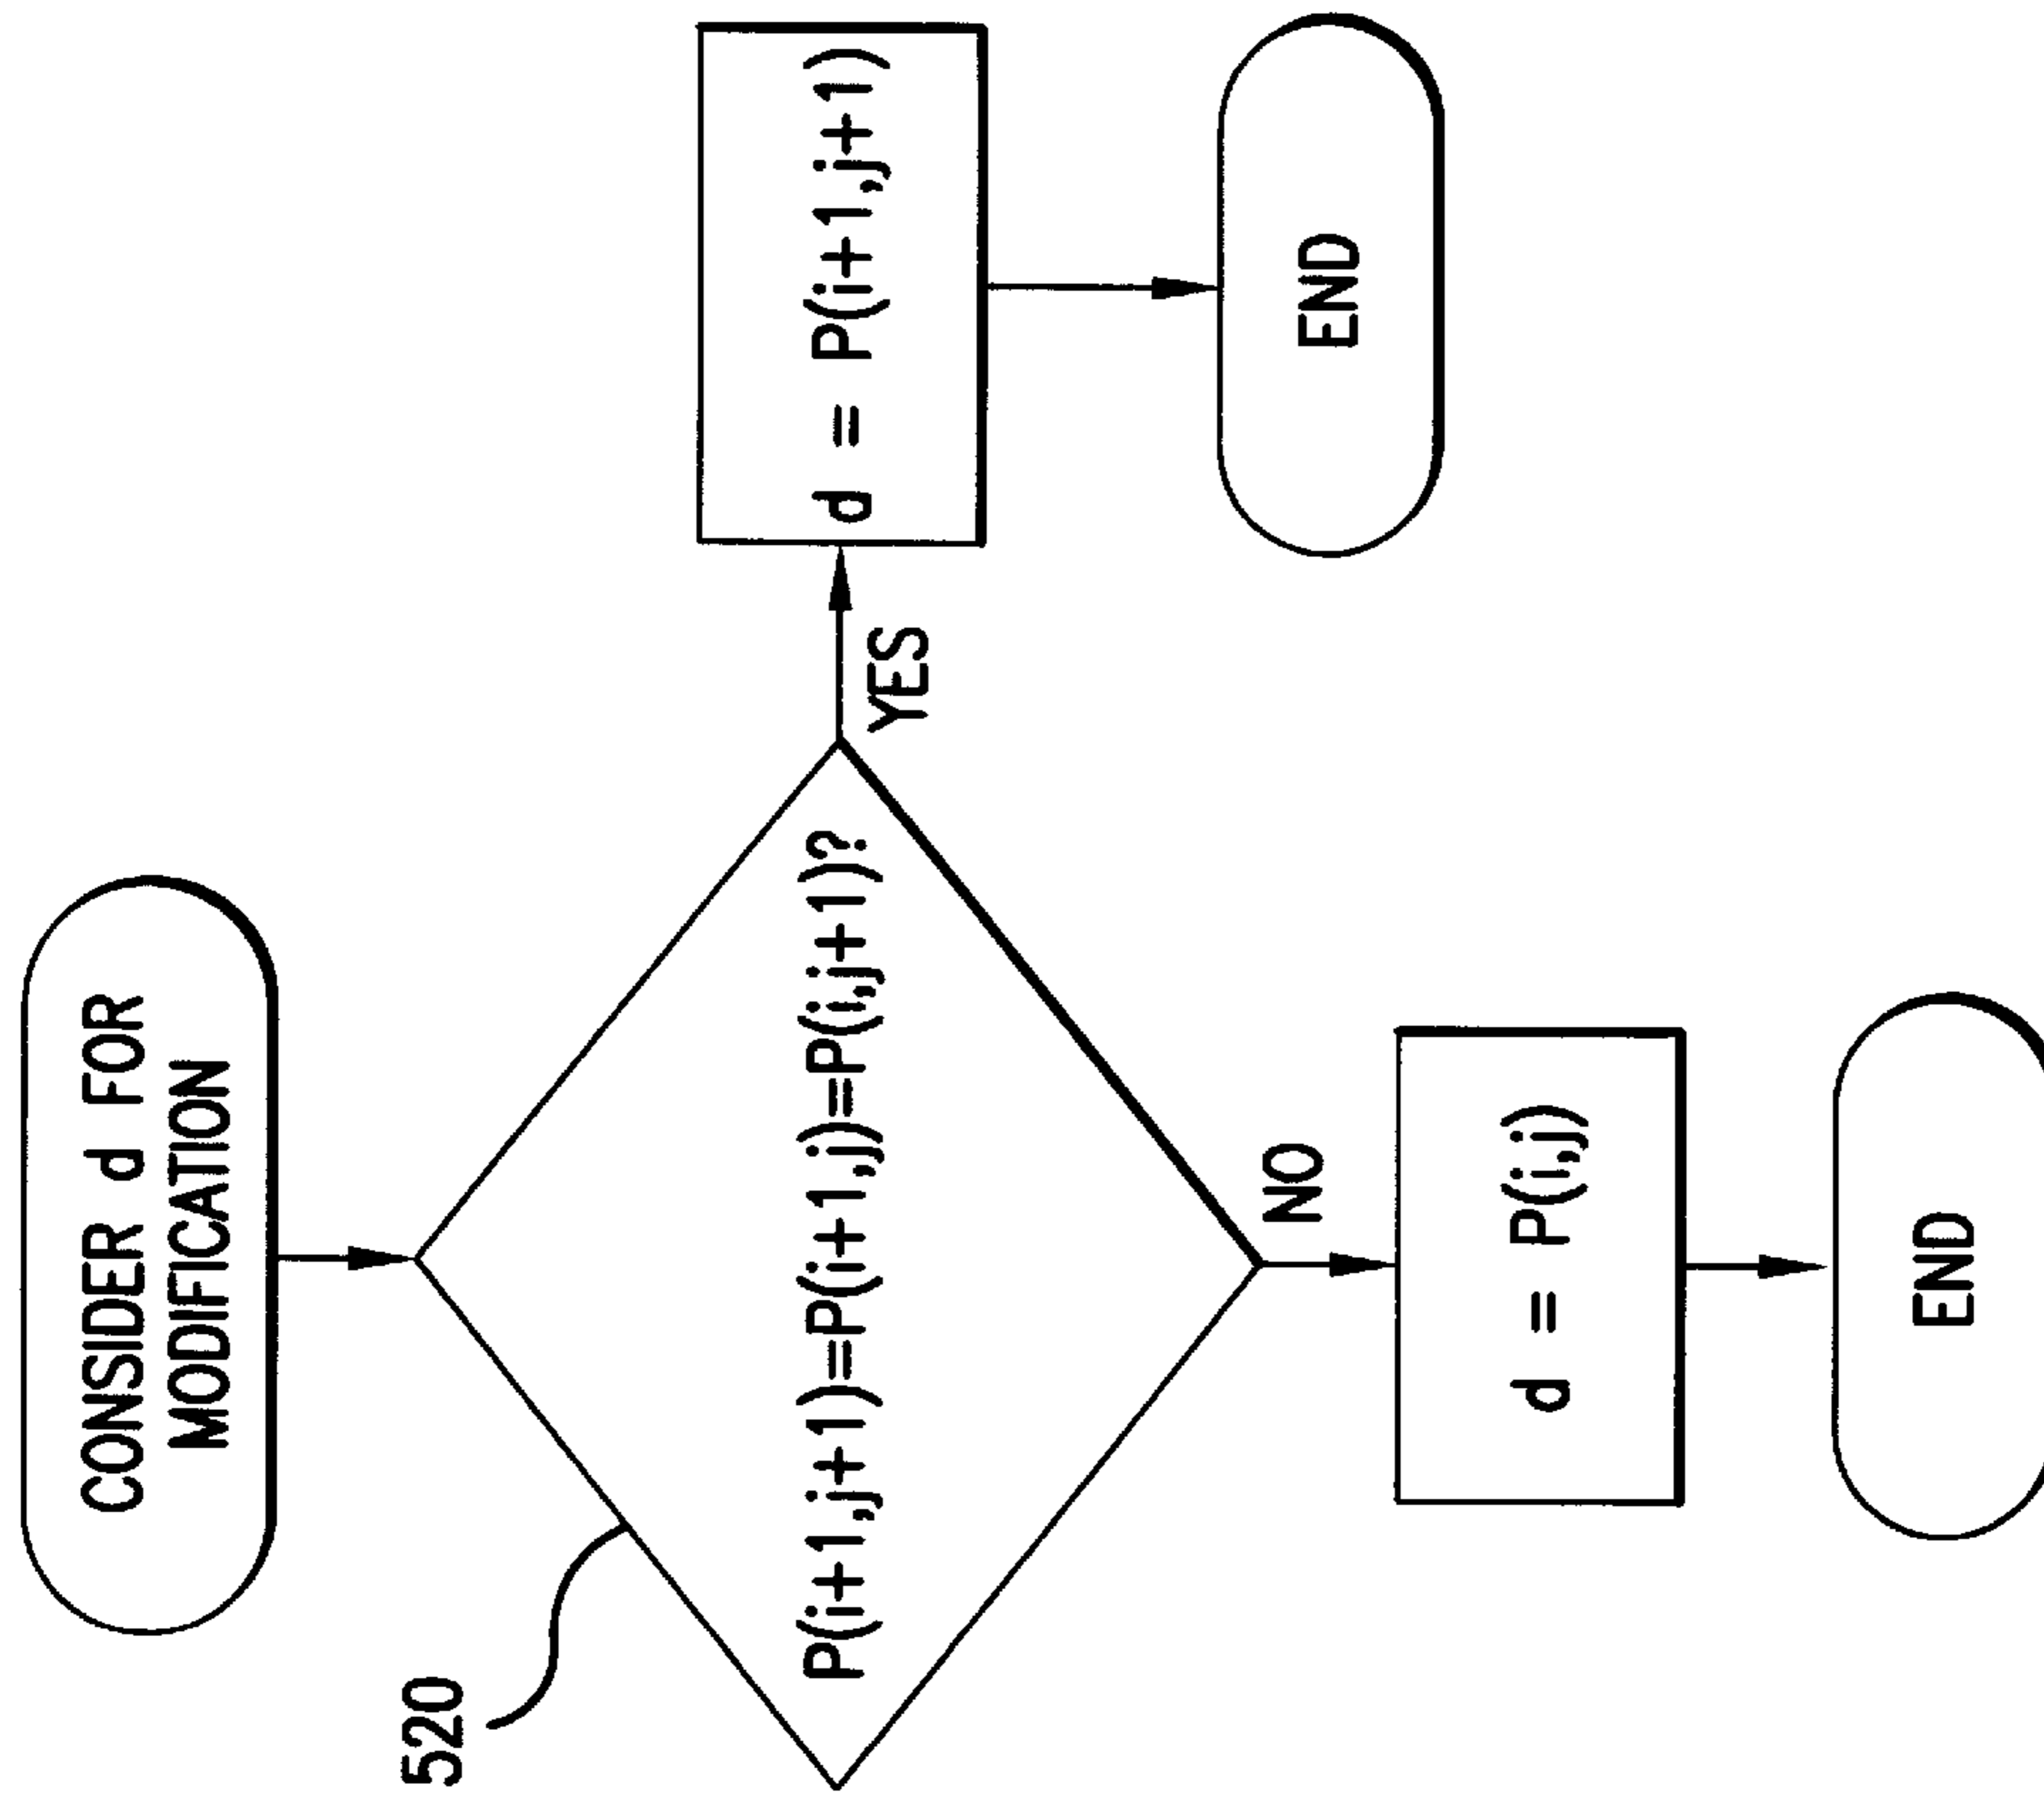 CONSIDER d FOR
MODIFICATION
520
P(i+1,j+1)=P(i+1,j)=P(i,j+1)?
YES
d = P(i+1,j+1)
END
NO
d = P(i,j)
END